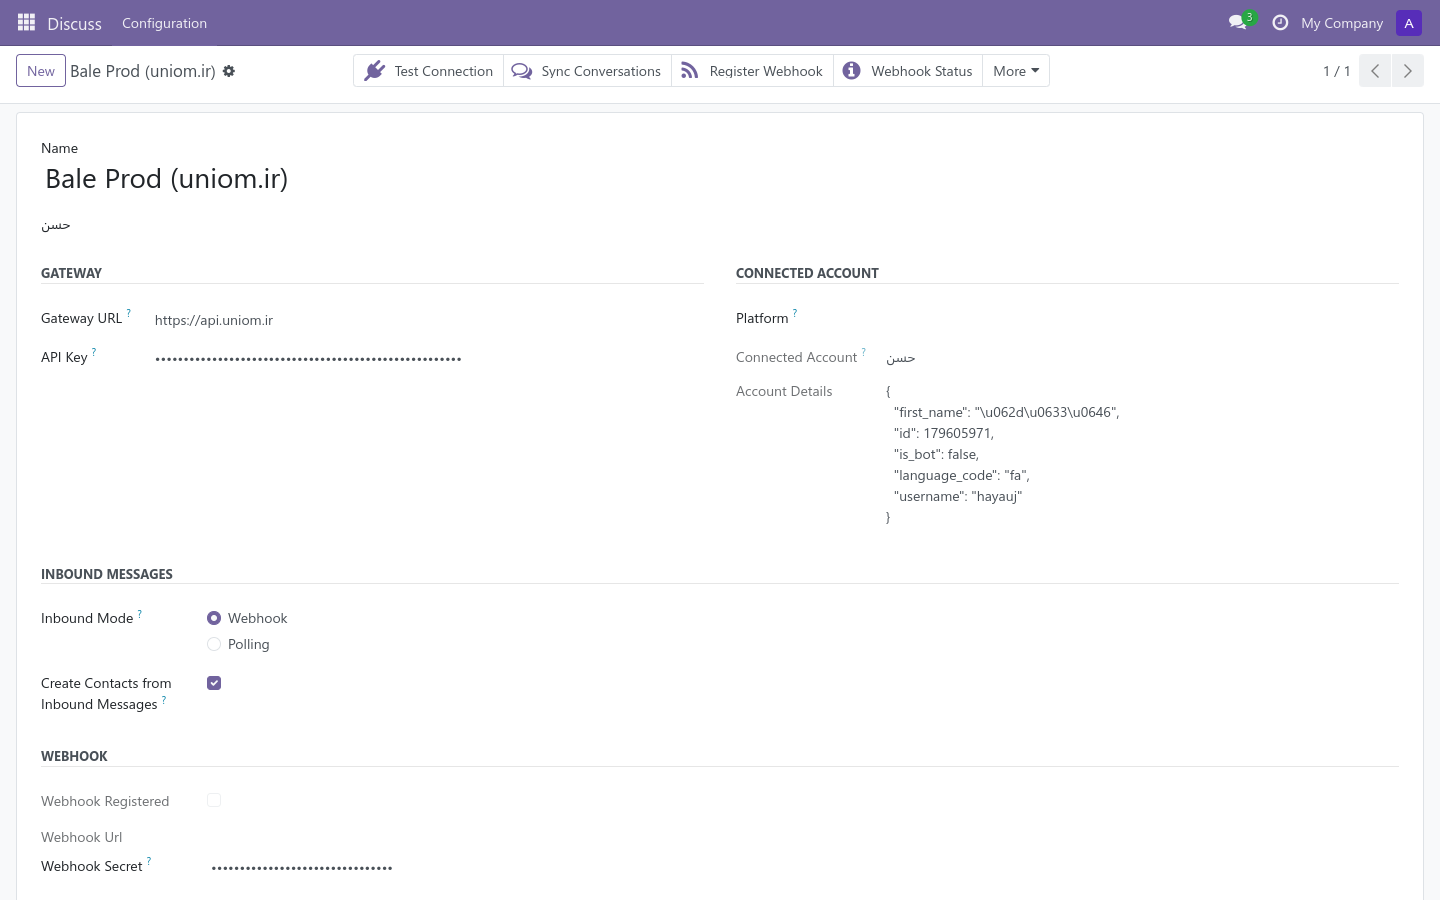 Discuss Configuration 3 My Company A
New Bale Prod (uniom.ir) Test Connection Sync Conversations Register Webhook Webhook Status More 1 / 1
Name
Bale Prod (uniom.ir)
حسن
GATEWAY
Gateway URL ? https://api.uniom.ir
API Key ? ••••••••••••••••••••••••••••••••••••••••••••••••••••••
CONNECTED ACCOUNT
Platform ?
Connected Account ? حسن
Account Details {
"first_name": "\u062d\u0633\u0646",
"id": 179605971,
"is_bot": false,
"language_code": "fa",
"username": "hayauj"
}
INBOUND MESSAGES
Inbound Mode ? Webhook
Polling
Create Contacts from
Inbound Messages ?
WEBHOOK
Webhook Registered
Webhook Url
Webhook Secret ? ••••••••••••••••••••••••••••••••